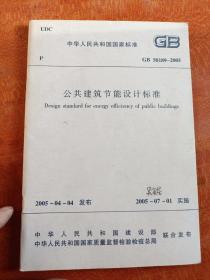 UDC
中华人民共和国国家标准
GB
P
GB 50189-2005
公共建筑节能设计标准
Design standard for energy efficiency of public buildings
2005-04-04 发布
2005-07-01 实施
中华人民共和国建设部
中华人民共和国国家质量监督检验检疫总局
联合发布